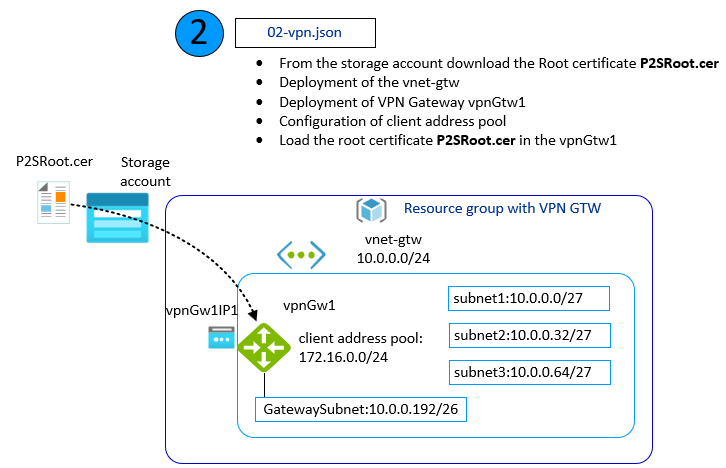 2
02-vpn.json
• From the storage account download the Root certificate P2SRoot.cer
• Deployment of the vnet-gtw
• Deployment of VPN Gateway vpnGtw1
• Configuration of client address pool
• Load the root certificate P2SRoot.cer in the vpnGtw1
P2SRoot.cer
Storage
account
Resource group with VPN GTW
vnet-gtw
10.0.0.0/24
vpnGw1IP1
vpnGw1
client address pool:
172.16.0.0/24
subnet1:10.0.0.0/27
subnet2:10.0.0.32/27
subnet3:10.0.0.64/27
GatewaySubnet:10.0.0.192/26